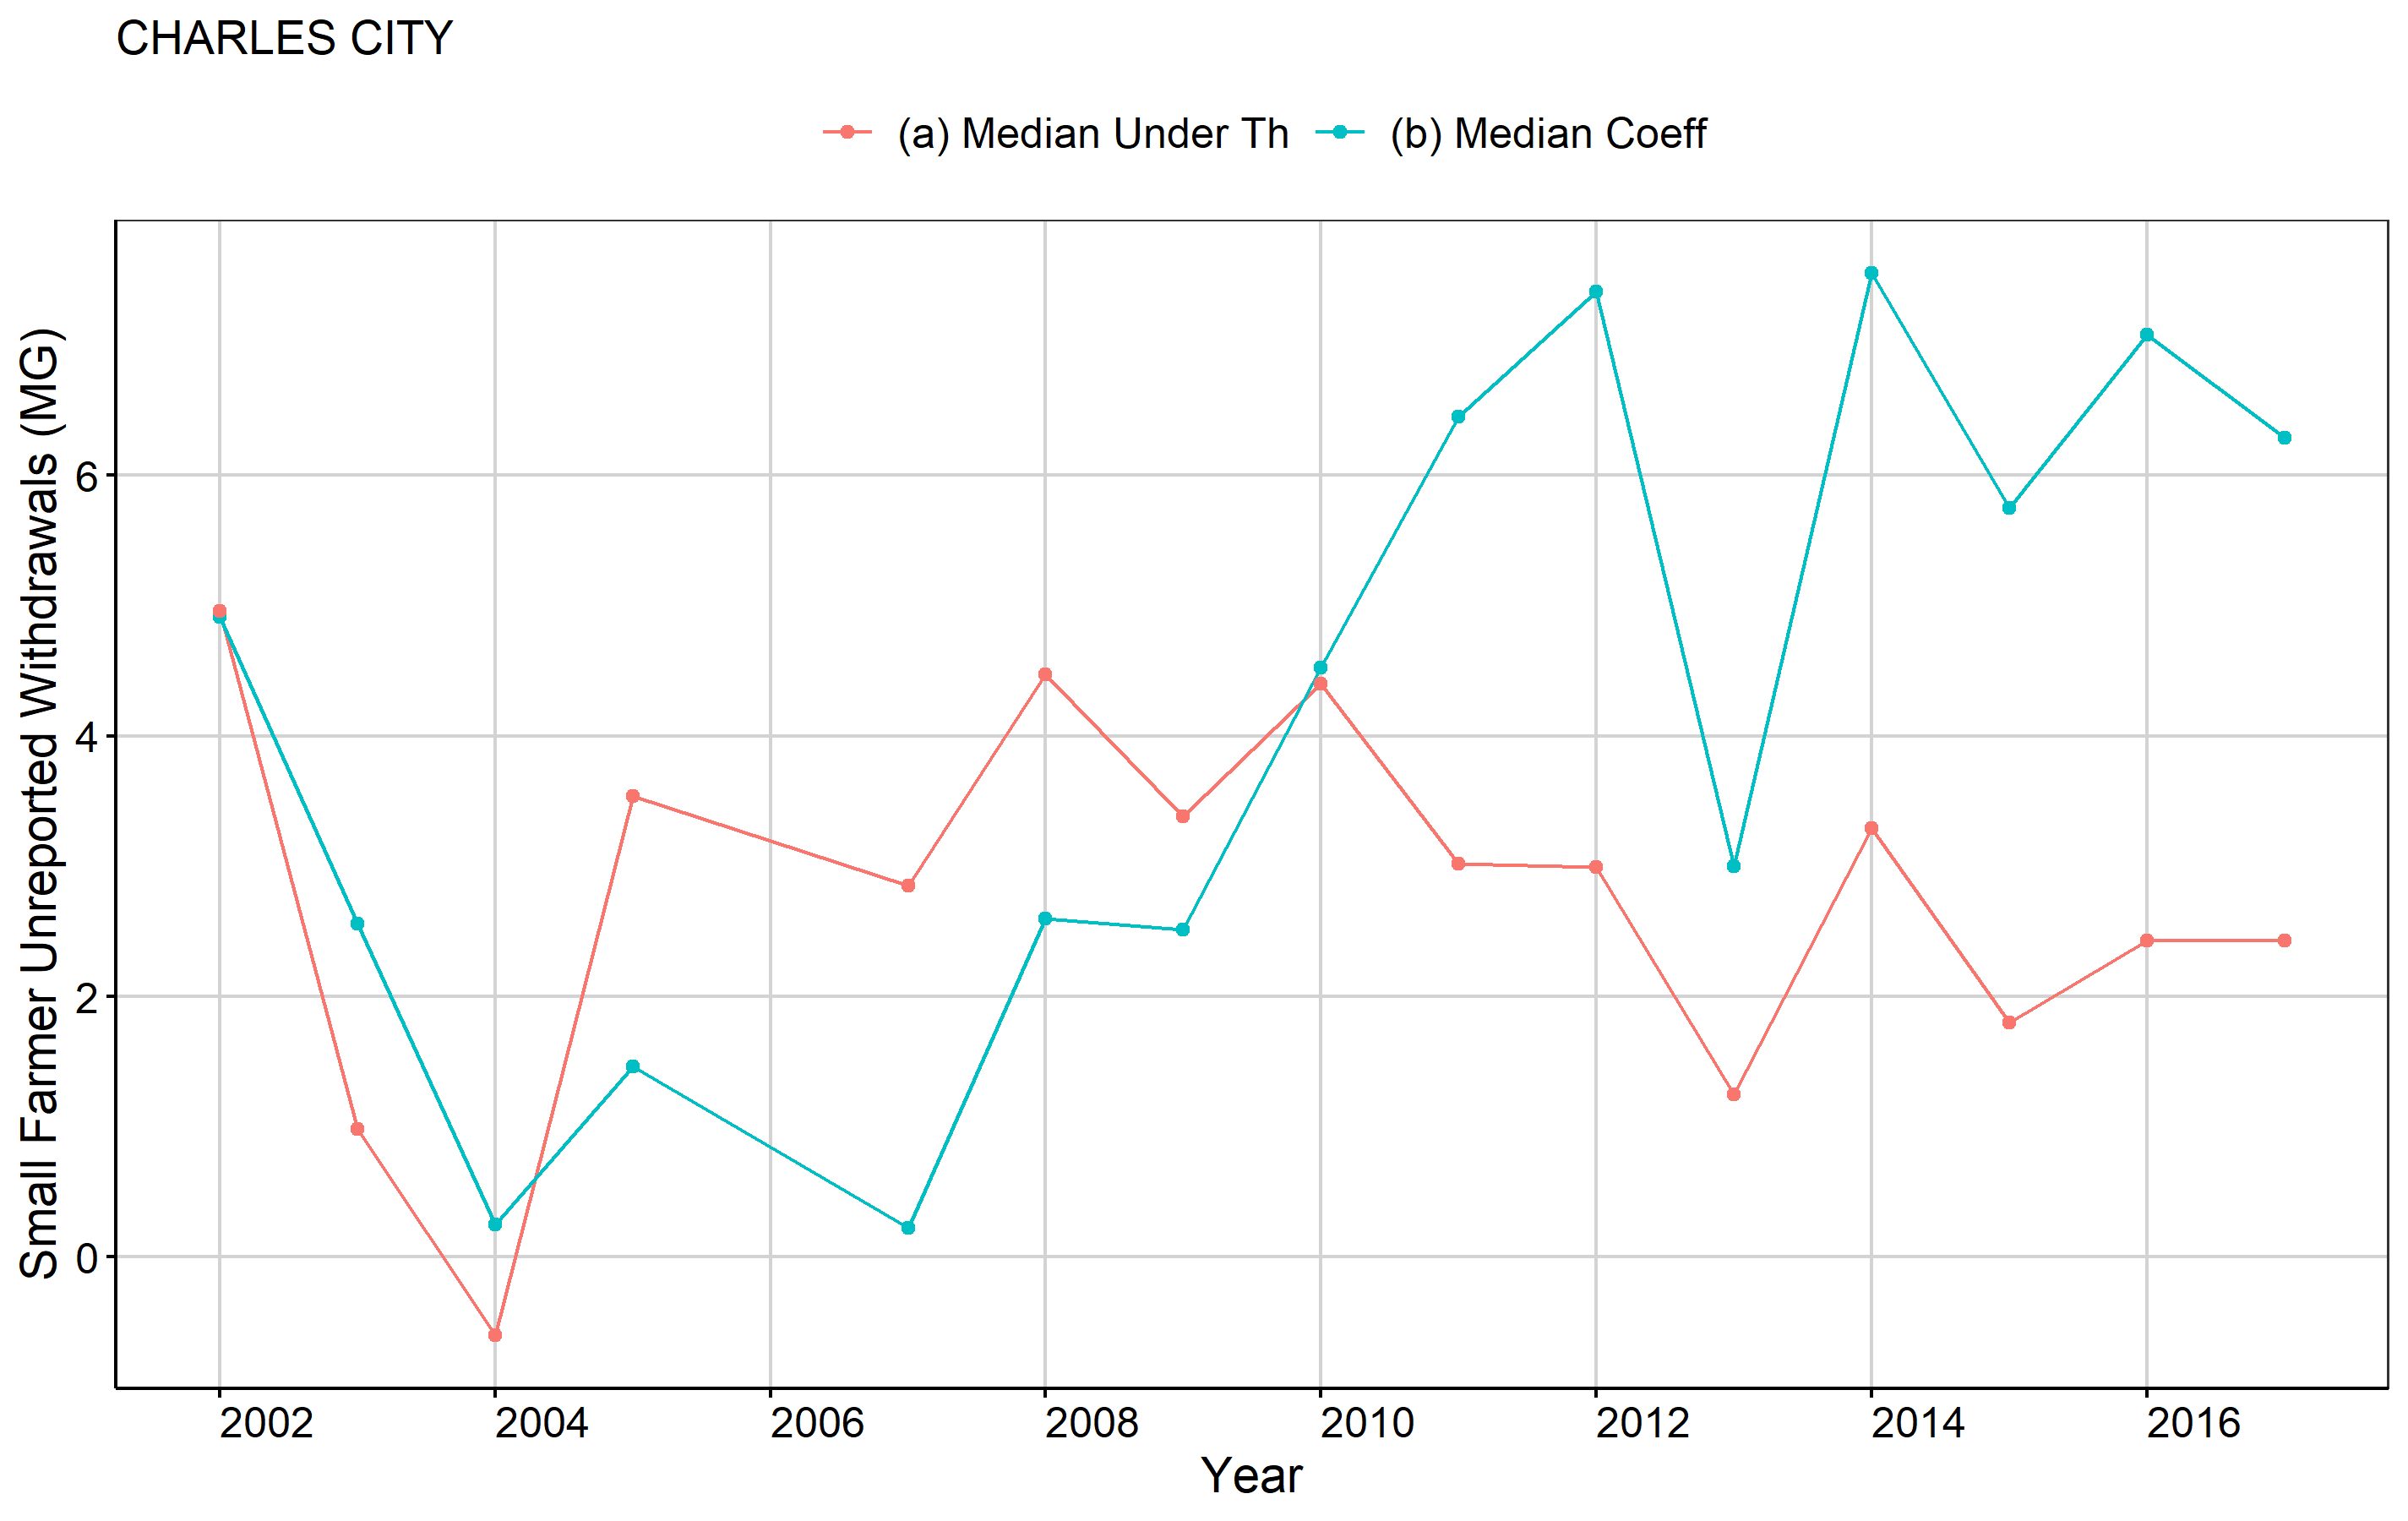 CHARLES CITY
(a) Median Under Th (b) Median Coeff
Small Farmer Unreported Withdrawals (MG)
6
4
2
0
2002 2004 2006 2008 2010 2012 2014 2016
Year